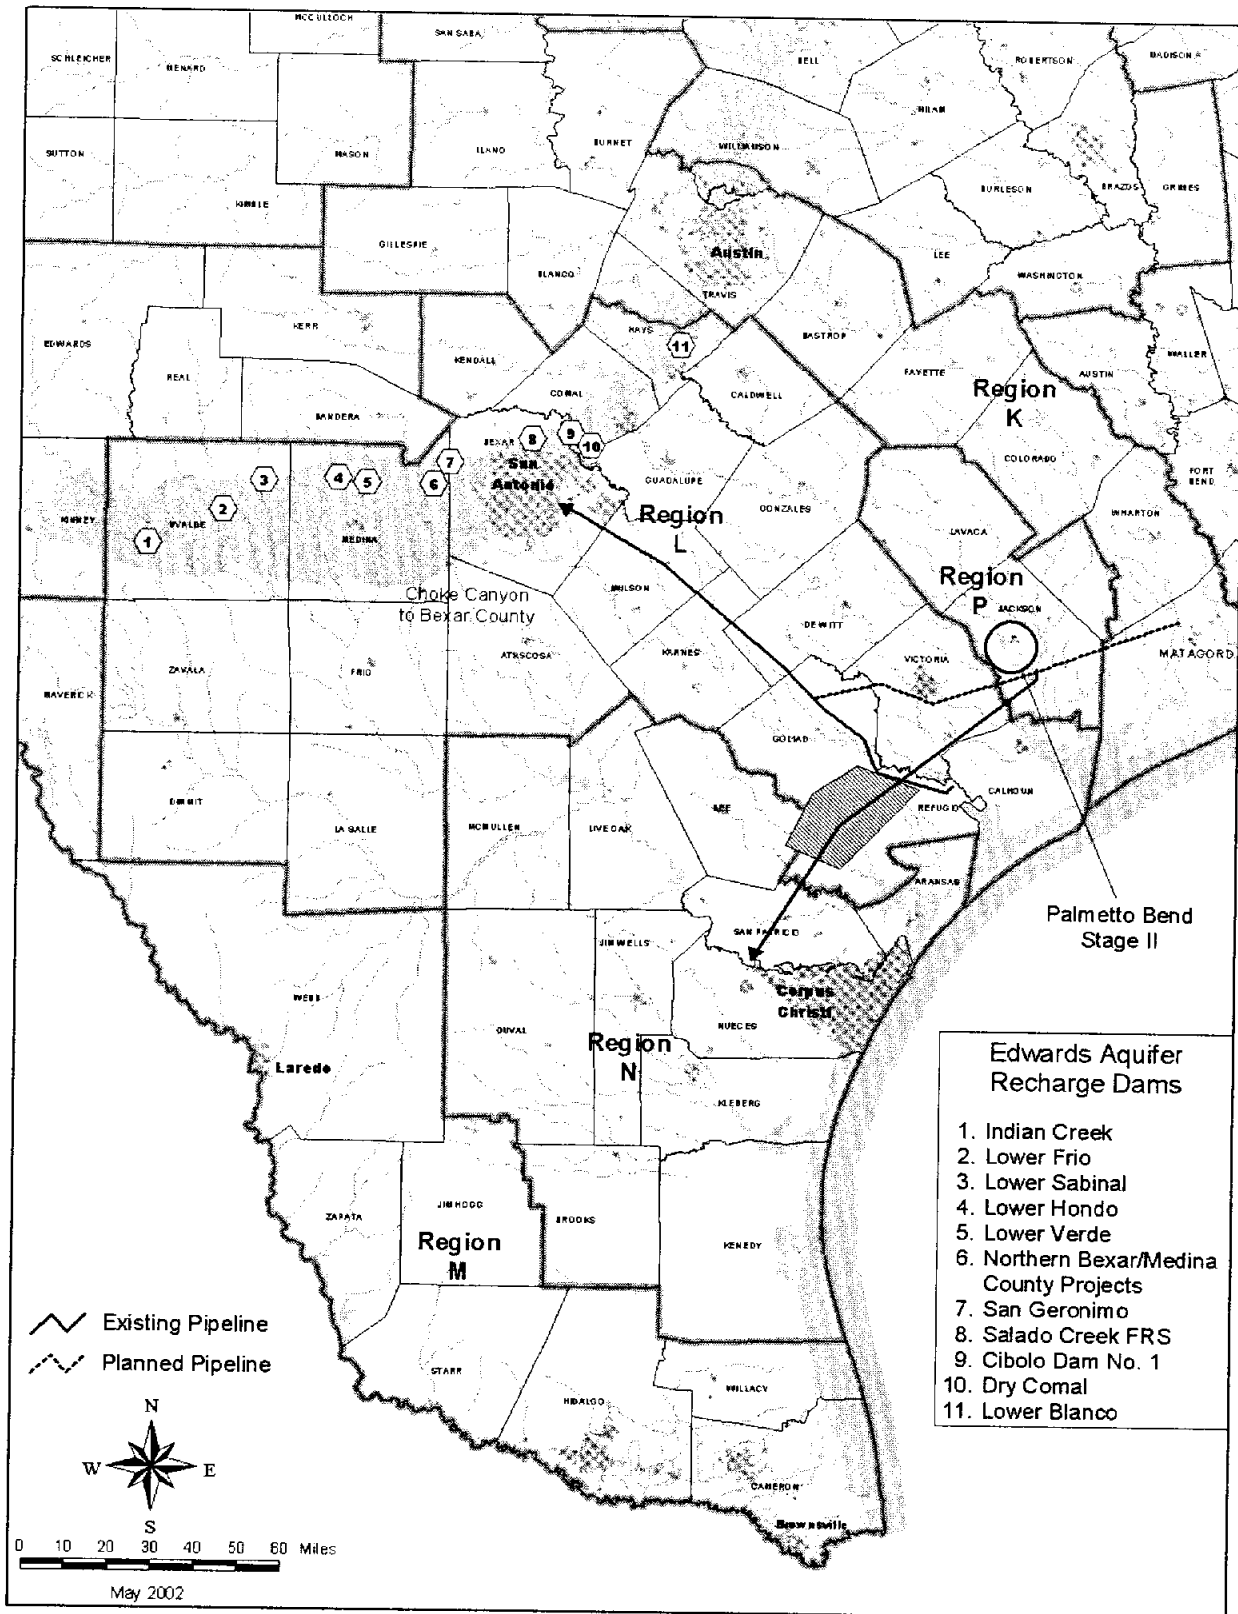 MCCULLOCH
SAN SABA
SCHLEICHER
MENARD
BELL
ROBERTSON
MADISON
MILAM
SUTTON
MASON
LLANO
BURNET
WILLIAMSON
BURLESON
BRAZOS
GRIMES
KIMBLE
GILLESPIE
BLANCO
Austin
TRAVIS
LEE
WASHINGTON
EDWARDS
KERR
REAL
KENDALL
HAYS
11
BASTROP
FAYETTE
AUSTIN
WALLER
BANDERA
COMAL
CALDWELL
Region
K
COLORADO
FORT
BEND
BEXAR
8
9
10
San
Antonio
7
6
3
4
5
2
1
KINNEY
UVALDE
MEDINA
GUADALUPE
Region
L
GONZALES
LAVACA
WHARTON
Choke Canyon
to Bexar County
WILSON
Region
P
JACKSON
DEWITT
MATAGORD
MAVERICK
ZAVALA
FRIO
ATASCOSA
KARNES
VICTORIA
GOLIAD
DIMMIT
LA SALLE
MCMULLEN
LIVE OAK
BEE
REFUGIO
CALHOUN
ARANSAS
Palmetto Bend
Stage II
SAN PATRICIO
JIM WELLS
Corpus
Christi
WEBB
DUVAL
NUECES
Region
N
Laredo
KLEBERG
ZAPATA
JIM HOGG
BROOKS
KENEDY
Region
M
STARR
HIDALGO
WILLACY
CAMERON
Brownsville
Edwards Aquifer
Recharge Dams
1. Indian Creek
2. Lower Frio
3. Lower Sabinal
4. Lower Hondo
5. Lower Verde
6. Northern Bexar/Medina
County Projects
7. San Geronimo
8. Salado Creek FRS
9. Cibolo Dam No. 1
10. Dry Comal
11. Lower Blanco
Existing Pipeline
Planned Pipeline
N
W E
S
0 10 20 30 40 50 60 Miles
May 2002